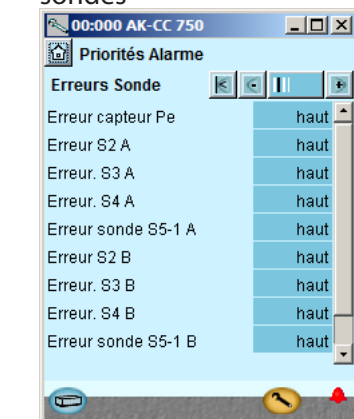 sondes
00:000 AK-CC 750
Priorités Alarme
Erreurs Sonde
Erreur capteur Pe haut
Erreur S2 A haut
Erreur. S3 A haut
Erreur. S4 A haut
Erreur sonde S5-1 A haut
Erreur S2 B haut
Erreur. S3 B haut
Erreur. S4 B haut
Erreur sonde S5-1 B haut